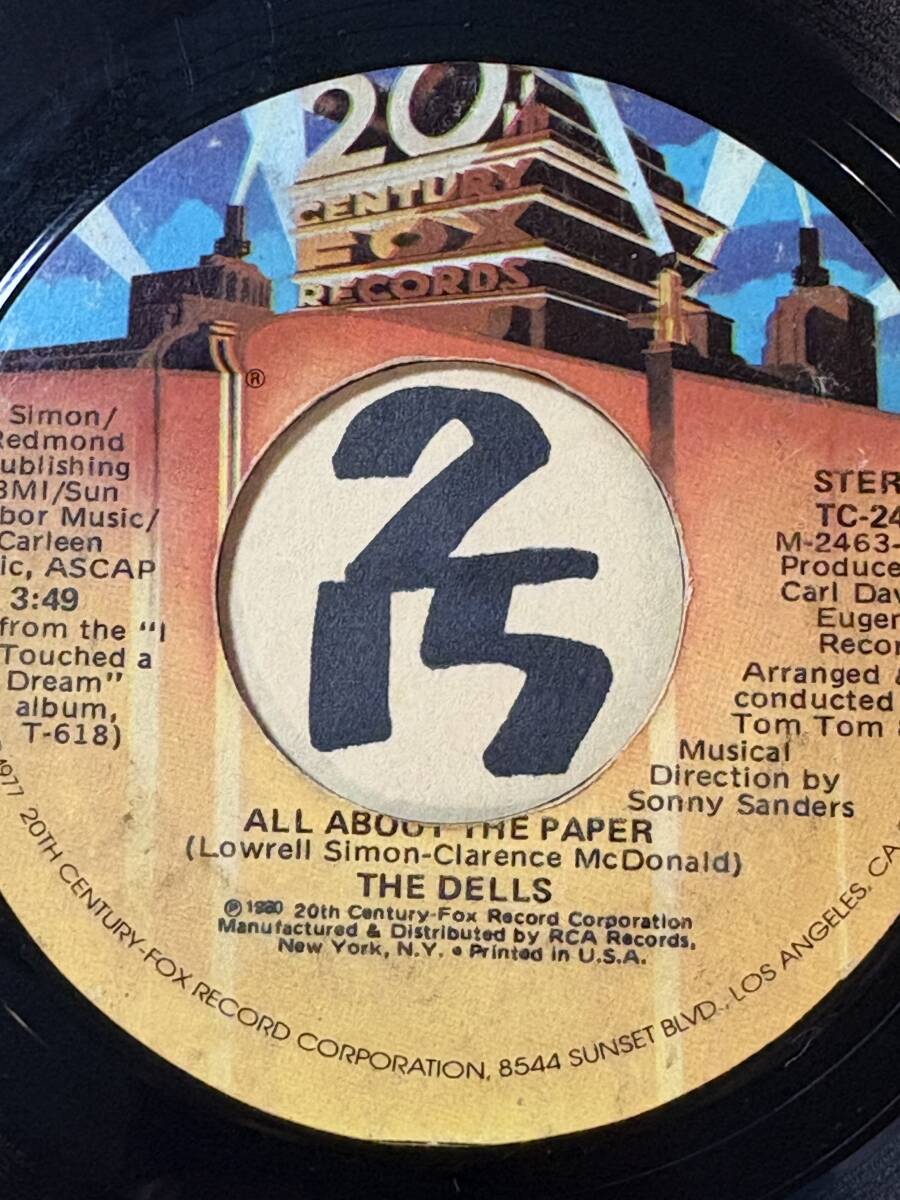 20th
CENTURY
FOX
RECORDS
®
Simon/
Redmond
ublishing
BMI/Sun
bor Music/
Carleen
ic, ASCAP
3:49
from the "I
Touched a
Dream"
album,
T-618)
STER
TC-24
M-2463-
Produce
Carl Dav
Eugen
Recor
Arranged &
conducted
Tom Tom
Musical
Direction by
Sonny Sanders
25
ALL ABOUT THE PAPER
(Lowrell Simon-Clarence McDonald)
THE DELLS
℗ 1980 20th Century-Fox Record Corporation
Manufactured & Distributed by RCA Records,
New York, N.Y. • Printed in U.S.A.
20TH CENTURY-FOX RECORD CORPORATION, 8544 SUNSET BLVD., LOS ANGELES, CA